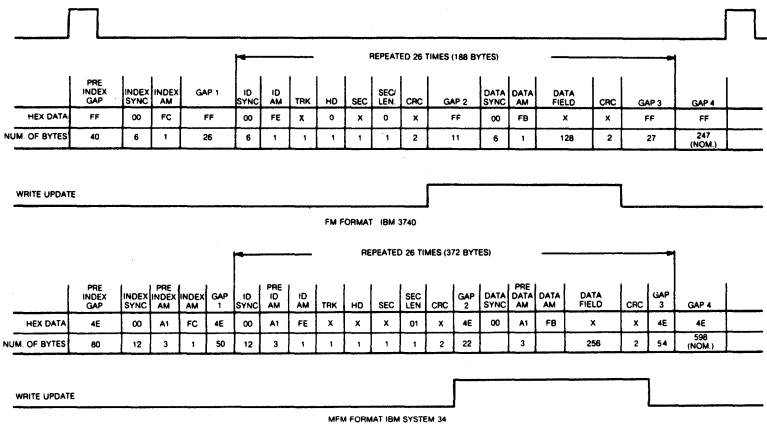 REPEATED 26 TIMES (188 BYTES)
PRE INDEX GAP INDEX SYNC INDEX AM GAP 1 ID SYNC ID AM TRK HD SEC SEC/ LEN CRC GAP 2 DATA SYNC DATA AM DATA FIELD CRC GAP 3 GAP 4
HEX DATA FF 00 FC FF 00 FE X 0 X 0 X FF 00 FB X X FF FF
NUM. OF BYTES 40 6 1 26 6 1 1 1 1 1 2 11 6 1 128 2 27 247 (NOM.)
WRITE UPDATE
FM FORMAT IBM 3740
REPEATED 26 TIMES (372 BYTES)
PRE INDEX GAP INDEX SYNC PRE INDEX AM INDEX AM GAP 1 ID SYNC PRE ID AM ID AM TRK HD SEC SEC LEN CRC GAP 2 DATA SYNC PRE DATA AM DATA AM DATA FIELD CRC GAP 3 GAP 4
HEX DATA 4E 00 A1 FC 4E 00 A1 FE X X X 01 X 4E 00 A1 FB X X 4E 4E
NUM. OF BYTES 80 12 3 1 50 12 3 1 1 1 1 1 2 22 3 256 2 54 598 (NOM.)
WRITE UPDATE
MFM FORMAT IBM SYSTEM 34